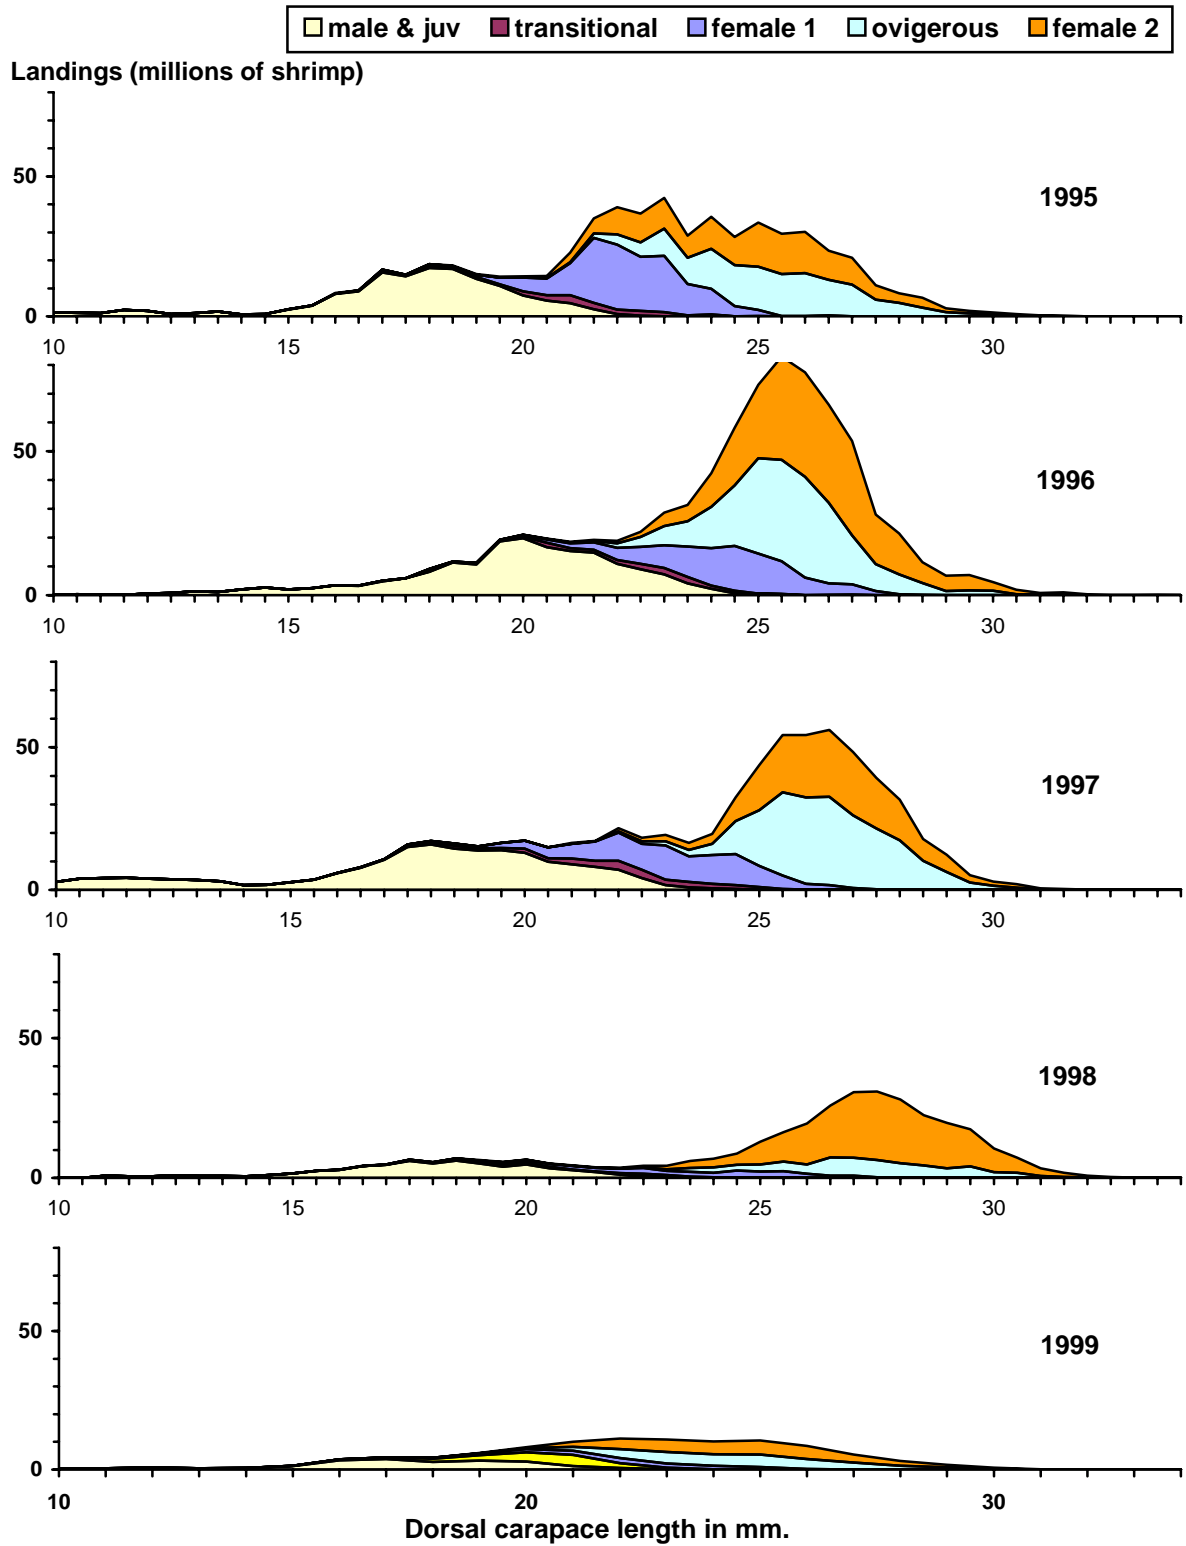 male & juv transitional female 1 ovigerous female 2
Landings (millions of shrimp)
50
1995
0
10 15 20 25 30
50
1996
0
10 15 20 25 30
50
1997
0
10 15 20 25 30
50
1998
0
10 15 20 25 30
50
1999
0
10 20 30
Dorsal carapace length in mm.